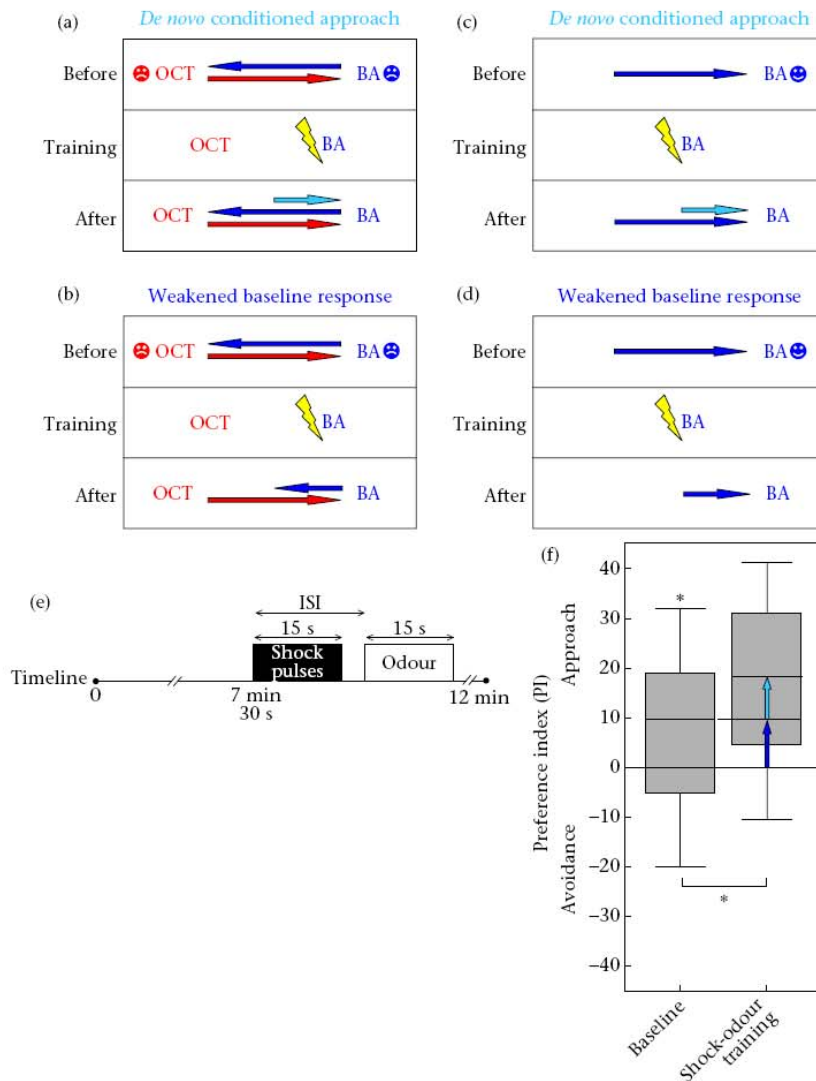 (a)
De novo conditioned approach
Before
OCT
BA
Training
OCT
BA
After
OCT
BA
(c)
De novo conditioned approach
Before
BA
Training
BA
After
BA
(b)
Weakened baseline response
Before
OCT
BA
Training
OCT
BA
After
OCT
BA
(d)
Weakened baseline response
Before
BA
Training
BA
After
BA
(e)
ISI
15 s
15 s
Shock
pulses
Odour
Timeline
0
7 min
30 s
12 min
(f)
Preference index (PI)
Approach
Avoidance
40
30
20
10
0
–10
–20
–30
–40
*
*
Baseline
Shock-odour
training